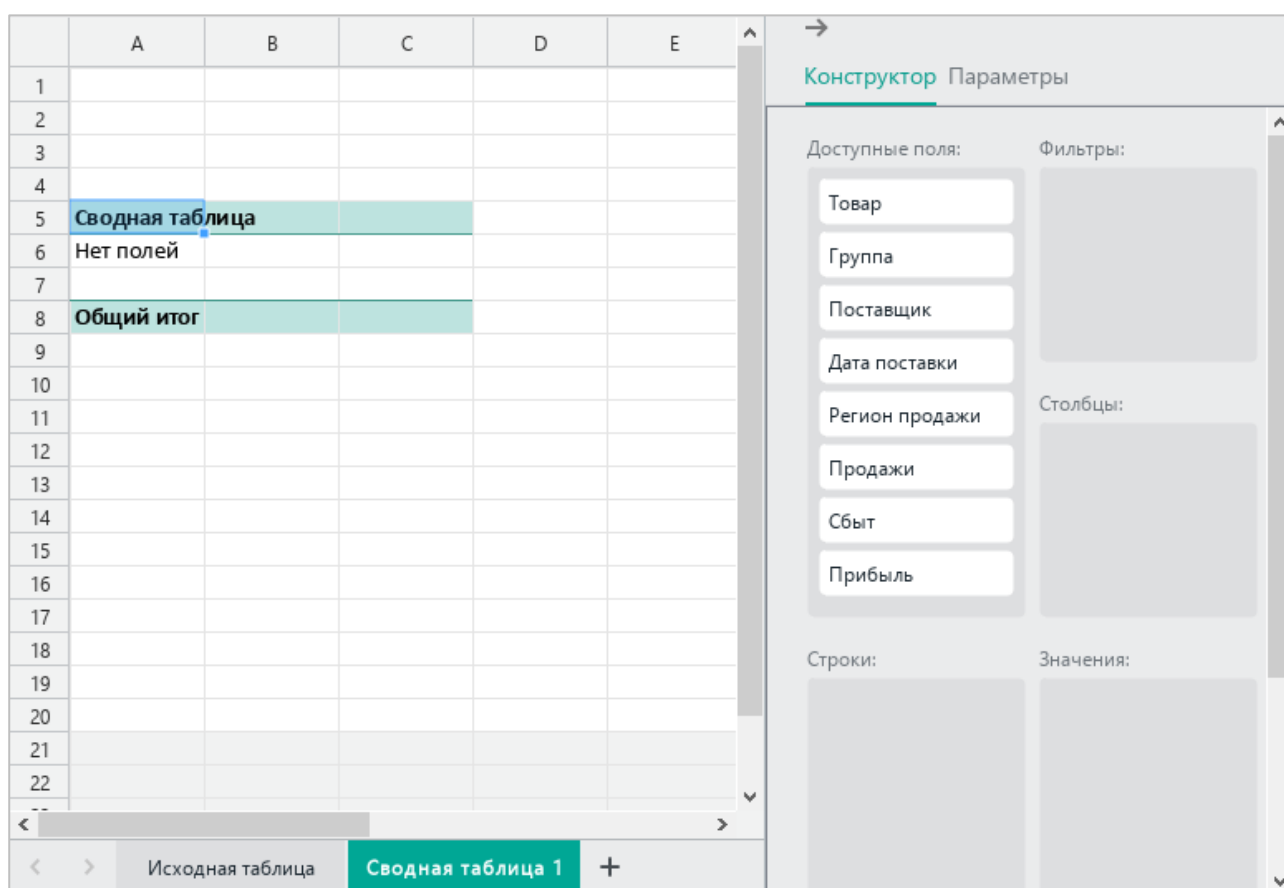 A B C D E
1
2
3
4
5 Сводная таблица
6 Нет полей
7
8 Общий итог
9
10
11
12
13
14
15
16
17
18
19
20
21
22
Исходная таблица Сводная таблица 1 +
→
Конструктор Параметры
Доступные поля:
Товар
Группа
Поставщик
Дата поставки
Регион продажи
Продажи
Сбыт
Прибыль
Фильтры:
Столбцы:
Строки:
Значения: